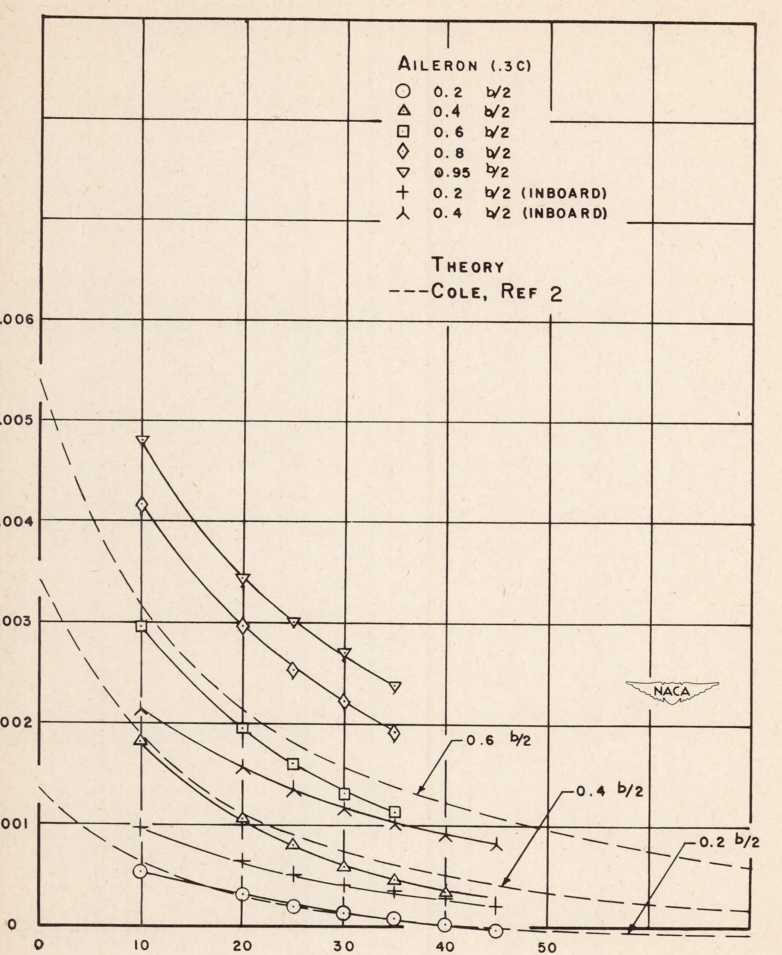 AILERON (.3C)
0.2 b/2
0.4 b/2
0.6 b/2
0.8 b/2
0.95 b/2
0.2 b/2 (INBOARD)
0.4 b/2 (INBOARD)
THEORY
---COLE, REF 2
.006
.005
.004
.003
NACA
.002
0.6 b/2
0.4 b/2
.001
0.2 b/2
0
0 10 20 30 40 50